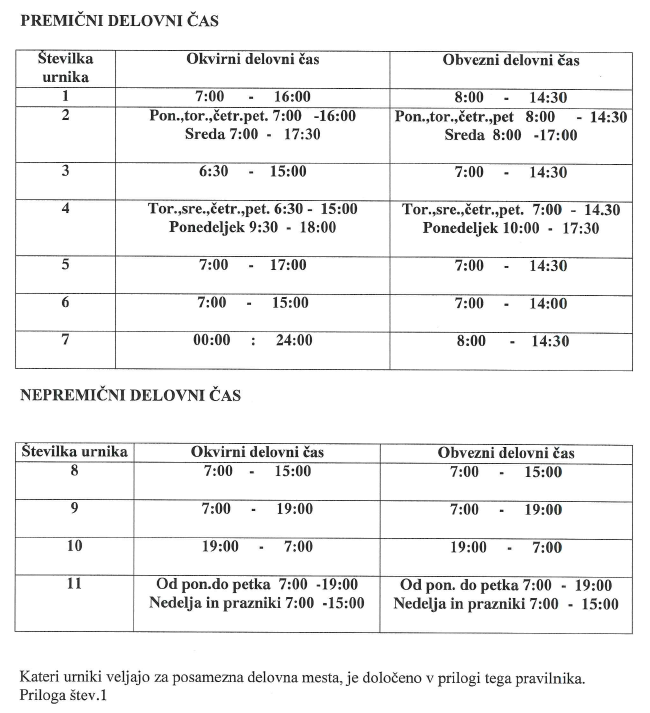 PREMIČNI DELOVNI ČAS
Številka urnika Okvirni delovni čas Obvezni delovni čas
1 7:00 - 16:00 8:00 - 14:30
2 Pon.,tor.,četr.pet. 7:00 -16:00 Pon.,tor.,četr.,pet 8:00 - 14:30
Sreda 7:00 - 17:30 Sreda 8:00 -17:00
3 6:30 - 15:00 7:00 - 14:30
4 Tor.,sre.,četr.,pet. 6:30 - 15:00 Tor.,sre.,četr.,pet. 7:00 - 14.30
Ponedeljek 9:30 - 18:00 Ponedeljek 10:00 - 17:30
5 7:00 - 17:00 7:00 - 14:30
6 7:00 - 15:00 7:00 - 14:00
7 00:00 : 24:00 8:00 - 14:30
NEPREMIČNI DELOVNI ČAS
Številka urnika Okvirni delovni čas Obvezni delovni čas
8 7:00 - 15:00 7:00 - 15:00
9 7:00 - 19:00 7:00 - 19:00
10 19:00 - 7:00 19:00 - 7:00
11 Od pon.do petka 7:00 -19:00 Od pon. do petka 7:00 - 19:00
Nedelja in prazniki 7:00 -15:00 Nedelja in prazniki 7:00 - 15:00
Kateri urniki veljajo za posamezna delovna mesta, je določeno v prilogi tega pravilnika.
Priloga štev.1